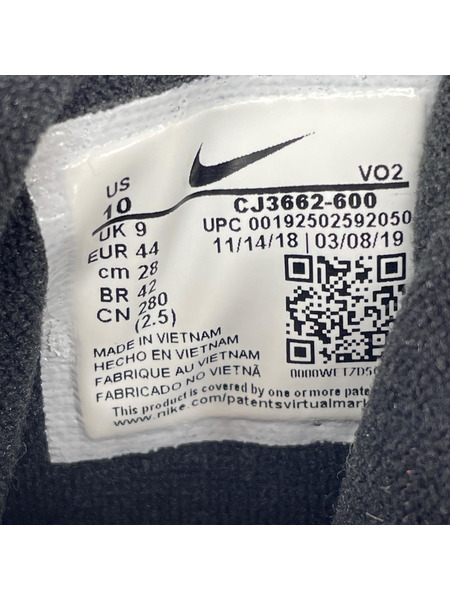 VO2
US
10
UK 9
EUR 44
cm 28
BR 42
CN 280
(2.5)
CJ3662-600
UPC 00192502592050
11/14/18 | 03/08/19
MADE IN VIETNAM
HECHO EN VIETNAM
FABRIQUE AU VIETNAM
FABRICADO NO VIETNÃ
This product is covered by one or more
www.nike.com/patentsvirtual